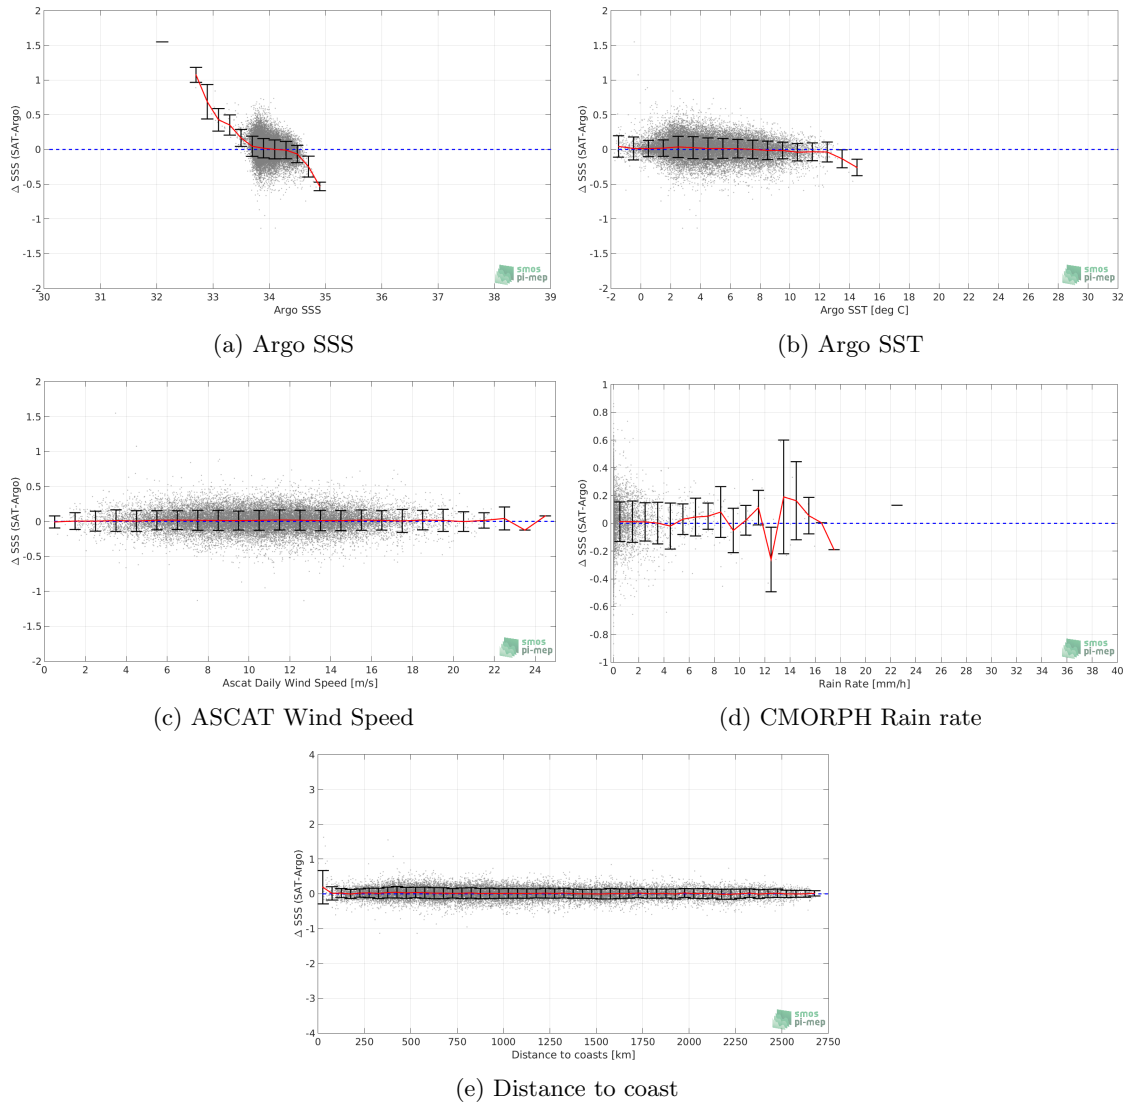 2
1.5
1
0.5
0
-0.5
-1
-1.5
-2
Δ SSS (SAT-Argo)
30 31 32 33 34 35 36 37 38 39
Argo SSS
smos
pi-mep
(a) Argo SSS
2
1.5
1
0.5
0
-0.5
-1
-1.5
-2
Δ SSS (SAT-Argo)
-2 0 2 4 6 8 10 12 14 16 18 20 22 24 26 28 30 32
Argo SST [deg C]
smos
pi-mep
(b) Argo SST
2
1.5
1
0.5
0
-0.5
-1
-1.5
-2
Δ SSS (SAT-Argo)
0 2 4 6 8 10 12 14 16 18 20 22 24
Ascat Daily Wind Speed [m/s]
smos
pi-mep
(c) ASCAT Wind Speed
1
0.8
0.6
0.4
0.2
0
-0.2
-0.4
-0.6
-0.8
-1
Δ SSS (SAT-Argo)
0 2 4 6 8 10 12 14 16 18 20 22 24 26 28 30 32 34 36 38 40
Rain Rate [mm/h]
smos
pi-mep
(d) CMORPH Rain rate
4
3
2
1
0
-1
-2
-3
-4
Δ SSS (SAT-Argo)
0 250 500 750 1000 1250 1500 1750 2000 2250 2500 2750
Distance to coasts [km]
smos
pi-mep
(e) Distance to coast